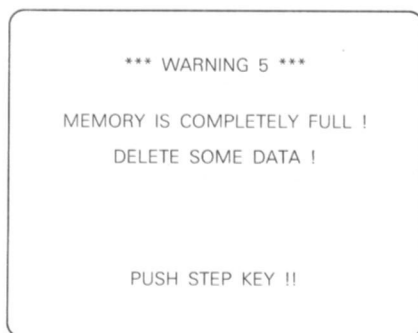 *** WARNING 5 ***
MEMORY IS COMPLETELY FULL !
DELETE SOME DATA !
PUSH STEP KEY !!